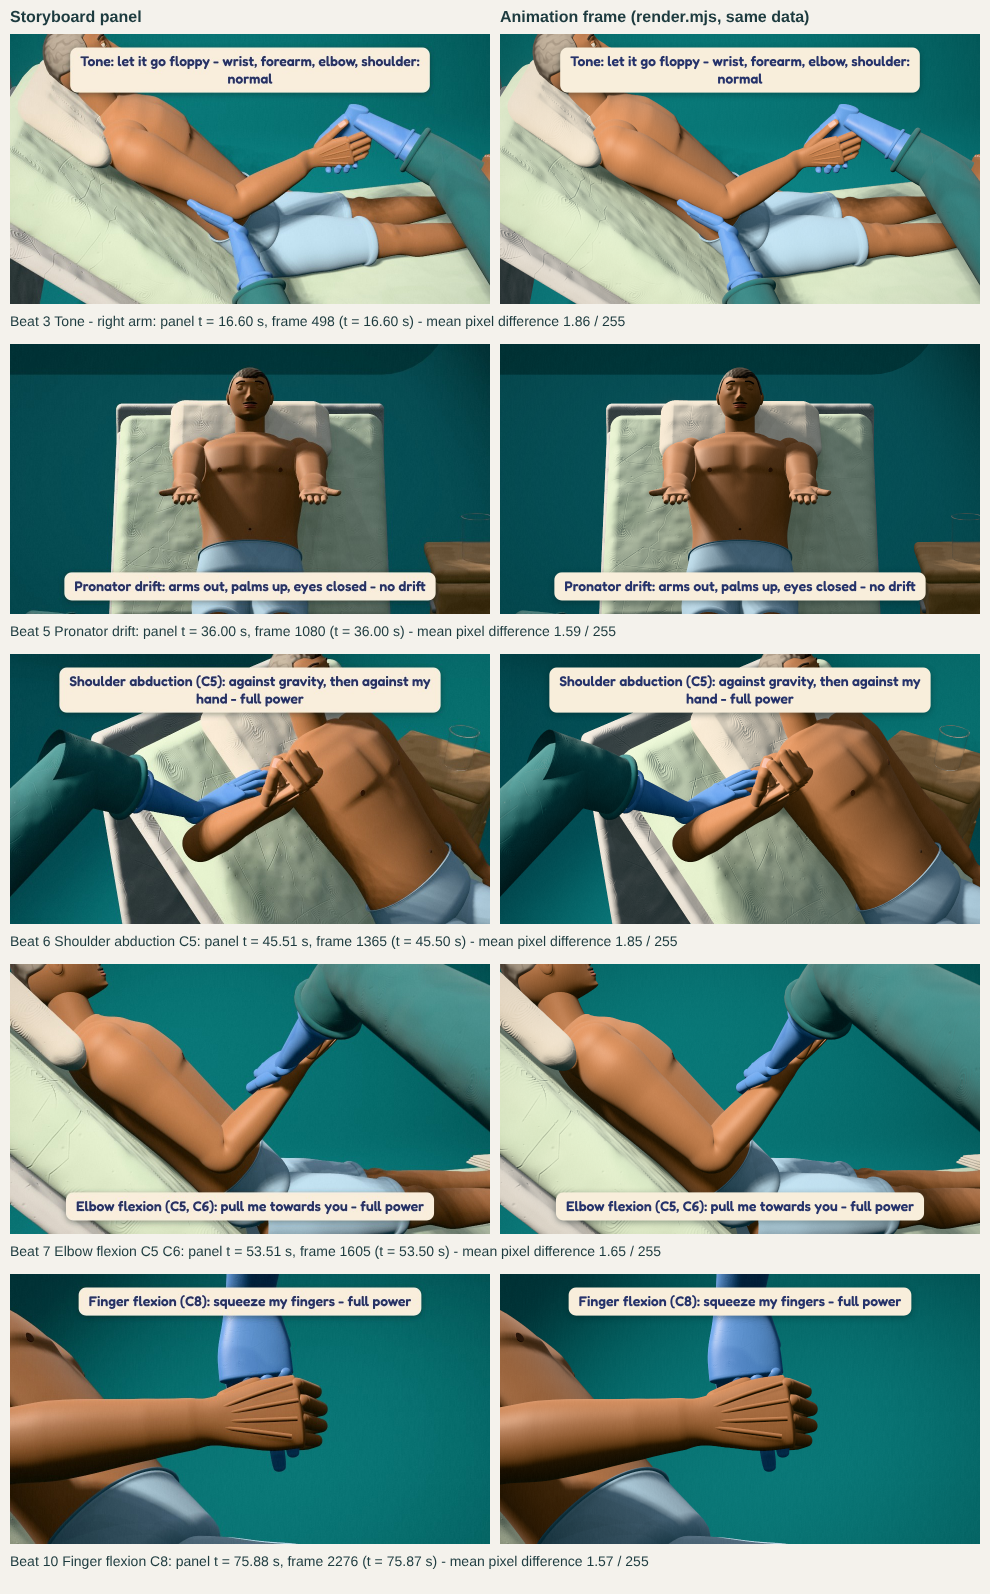 Storyboard panel
Animation frame (render.mjs, same data)
Tone: let it go floppy - wrist, forearm, elbow, shoulder:
normal
Tone: let it go floppy - wrist, forearm, elbow, shoulder:
normal
Beat 3 Tone - right arm: panel t = 16.60 s, frame 498 (t = 16.60 s) - mean pixel difference 1.86 / 255
Pronator drift: arms out, palms up, eyes closed - no drift
Pronator drift: arms out, palms up, eyes closed - no drift
Beat 5 Pronator drift: panel t = 36.00 s, frame 1080 (t = 36.00 s) - mean pixel difference 1.59 / 255
Shoulder abduction (C5): against gravity, then against my
hand - full power
Shoulder abduction (C5): against gravity, then against my
hand - full power
Beat 6 Shoulder abduction C5: panel t = 45.51 s, frame 1365 (t = 45.50 s) - mean pixel difference 1.85 / 255
Elbow flexion (C5, C6): pull me towards you - full power
Elbow flexion (C5, C6): pull me towards you - full power
Beat 7 Elbow flexion C5 C6: panel t = 53.51 s, frame 1605 (t = 53.50 s) - mean pixel difference 1.65 / 255
Finger flexion (C8): squeeze my fingers - full power
Finger flexion (C8): squeeze my fingers - full power
Beat 10 Finger flexion C8: panel t = 75.88 s, frame 2276 (t = 75.87 s) - mean pixel difference 1.57 / 255